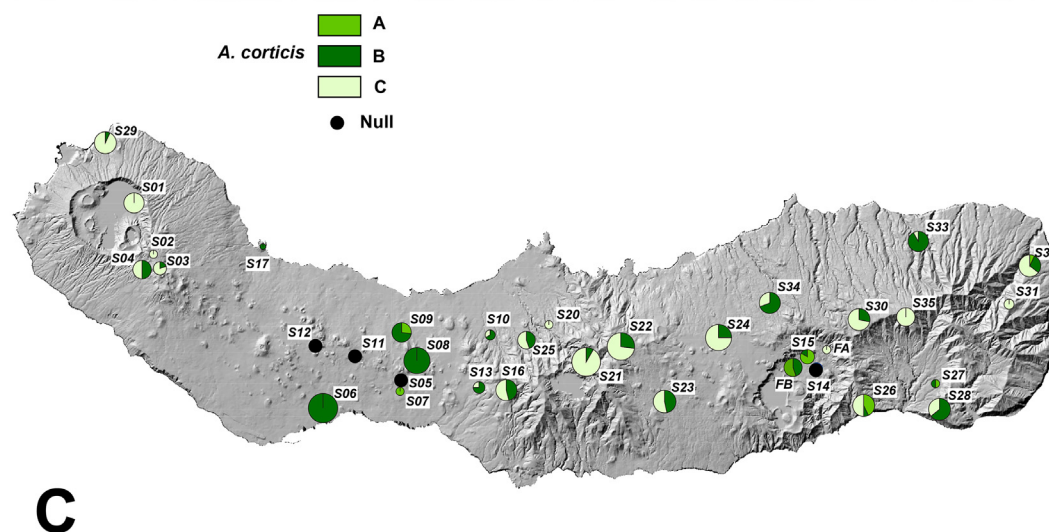 A
A. corticis B
C
Null
S29
S01
S02
S04 S03
S17
S33
S3
S31
S34
S30 S35
S09
S10
S20
S12
S11
S08
S25
S22
S24
S15 FA
S13 S16
S21
S05
S07
S06
S23
FB S14
S26
S27
S28
C